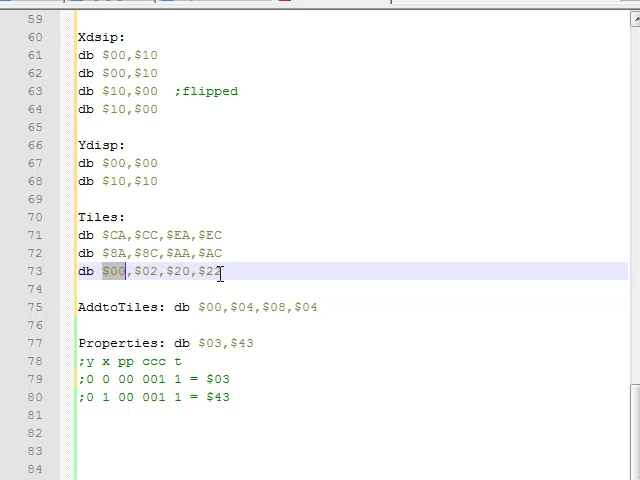 59
60 Xdsip:
61 db $00,$10
62 db $00,$10
63 db $10,$00 ;flipped
64 db $10,$00
65
66 Ydisp:
67 db $00,$00
68 db $10,$10
69
70 Tiles:
71 db $CA,$CC,$EA,$EC
72 db $8A,$8C,$AA,$AC
73 db $00,$02,$20,$22
74
75 AddtoTiles: db $00,$04,$08,$04
76
77 Properties: db $03,$43
78 ;y x pp ccc t
79 ;0 0 00 001 1 = $03
80 ;0 1 00 001 1 = $43
81
82
83
84